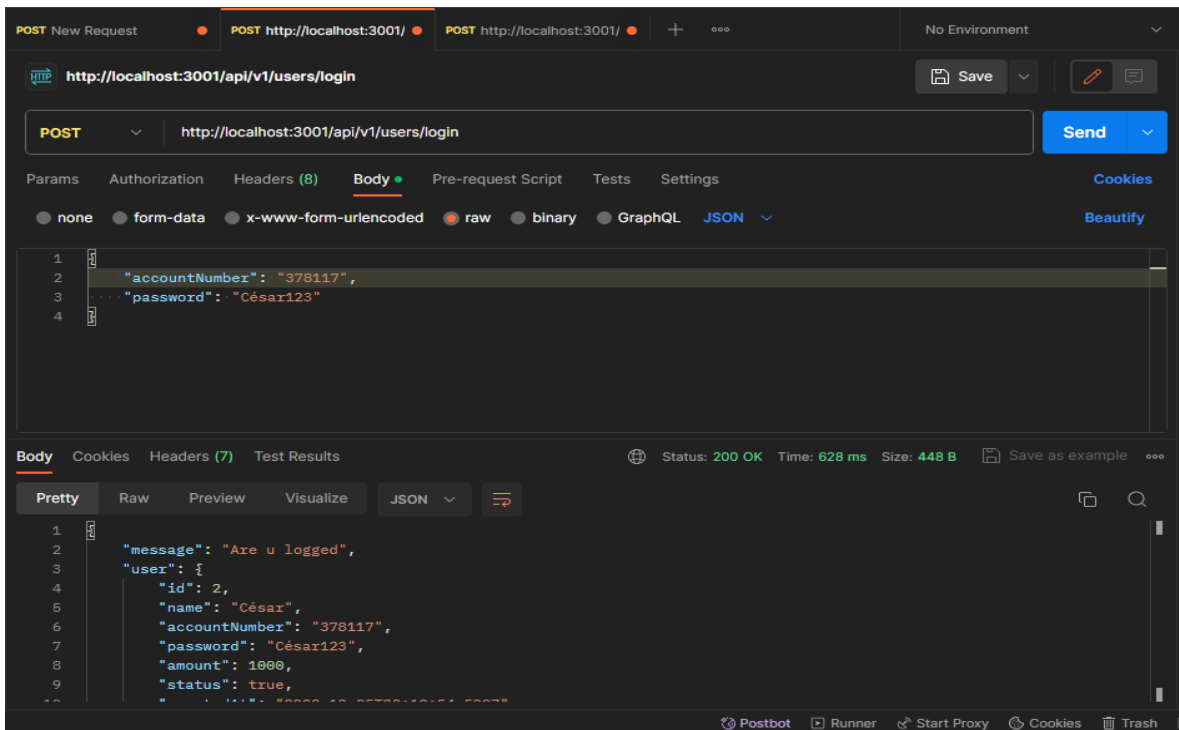 POST New Request POST http://localhost:3001/ POST http://localhost:3001/ No Environment
HTTP http://localhost:3001/api/v1/users/login Save
POST http://localhost:3001/api/v1/users/login Send
Params Authorization Headers (8) Body Pre-request Script Tests Settings Cookies
none form-data x-www-form-urlencoded raw binary GraphQL JSON Beautify
1 {
2 "accountNumber": "378117",
3 "password": "César123"
4 }
Body Cookies Headers (7) Test Results Status: 200 OK Time: 628 ms Size: 448 B Save as example
Pretty Raw Preview Visualize JSON
1 {
2 "message": "Are u logged",
3 "user": {
4 "id": 2,
5 "name": "César",
6 "accountNumber": "378117",
7 "password": "César123",
8 "amount": 1000,
9 "status": true,
10
Postbot Runner Start Proxy Cookies Trash